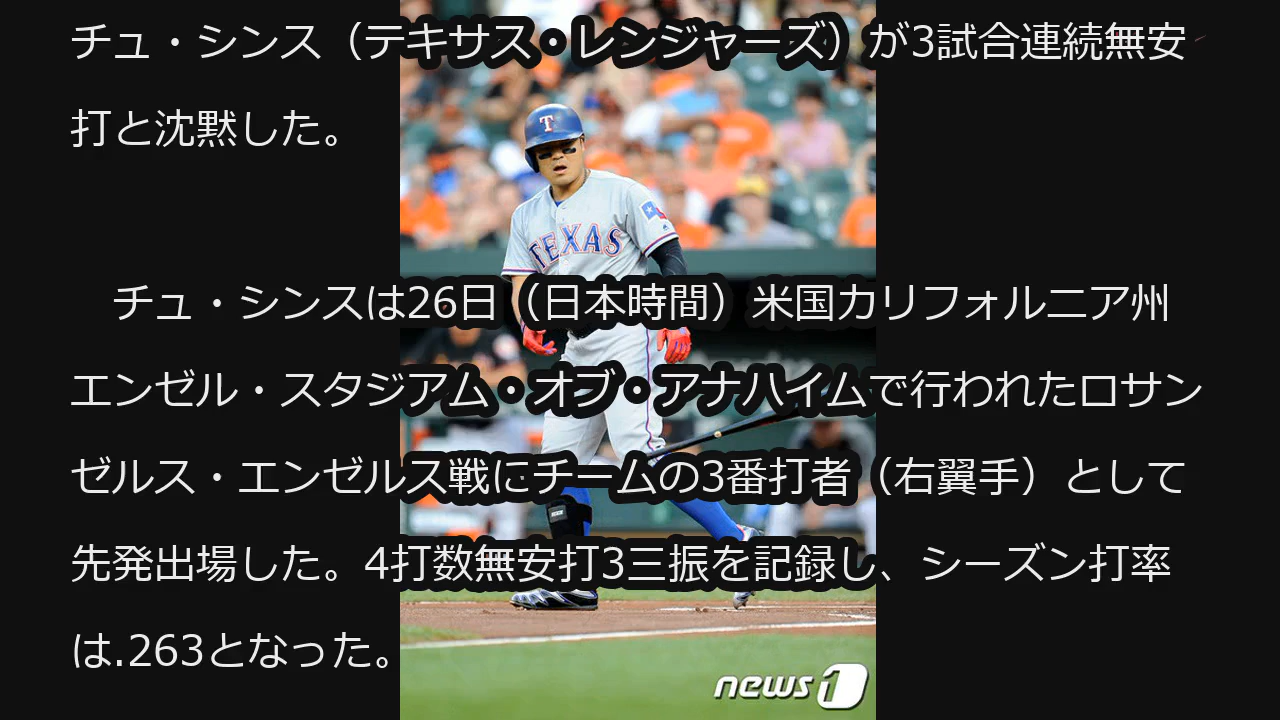 チュ・シンス（テキサス・レンジャーズ）が3試合連続無安
打と沈黙した。
チュ・シンスは26日（日本時間）米国カリフォルニア州
エンゼル・スタジアム・オブ・アナハイムで行われたロサン
ゼルス・エンゼルス戦にチームの3番打者（右翼手）として
先発出場した。4打数無安打3三振を記録し、シーズン打率
は.263となった。
T
TEXAS
news1